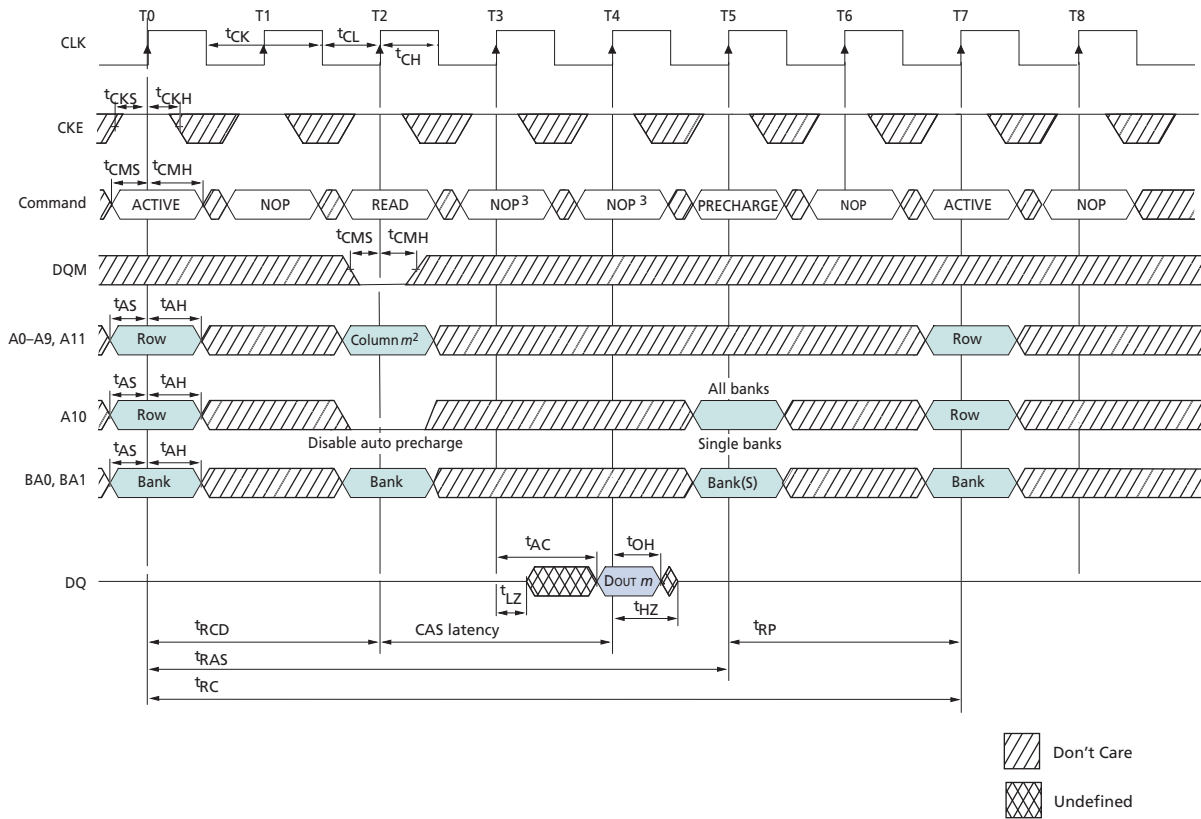 T0 T1 T2 T3 T4 T5 T6 T7 T8
CLK
tCK tCL
tCH
tCKS tCKH
CKE
tCMS tCMH
Command ACTIVE NOP READ NOP3 NOP3 PRECHARGE NOP ACTIVE NOP
tCMS tCMH
DQM
tAS tAH
A0–A9, A11 Row Column m2 Row
tAS tAH All banks
A10 Row Row
Disable auto precharge Single banks
tAS tAH
BA0, BA1 Bank Bank Bank(S) Bank
tAC tOH
DQ DOUT m
tLZ tHZ
tRCD CAS latency tRP
tRAS
tRC
Don't Care
Undefined